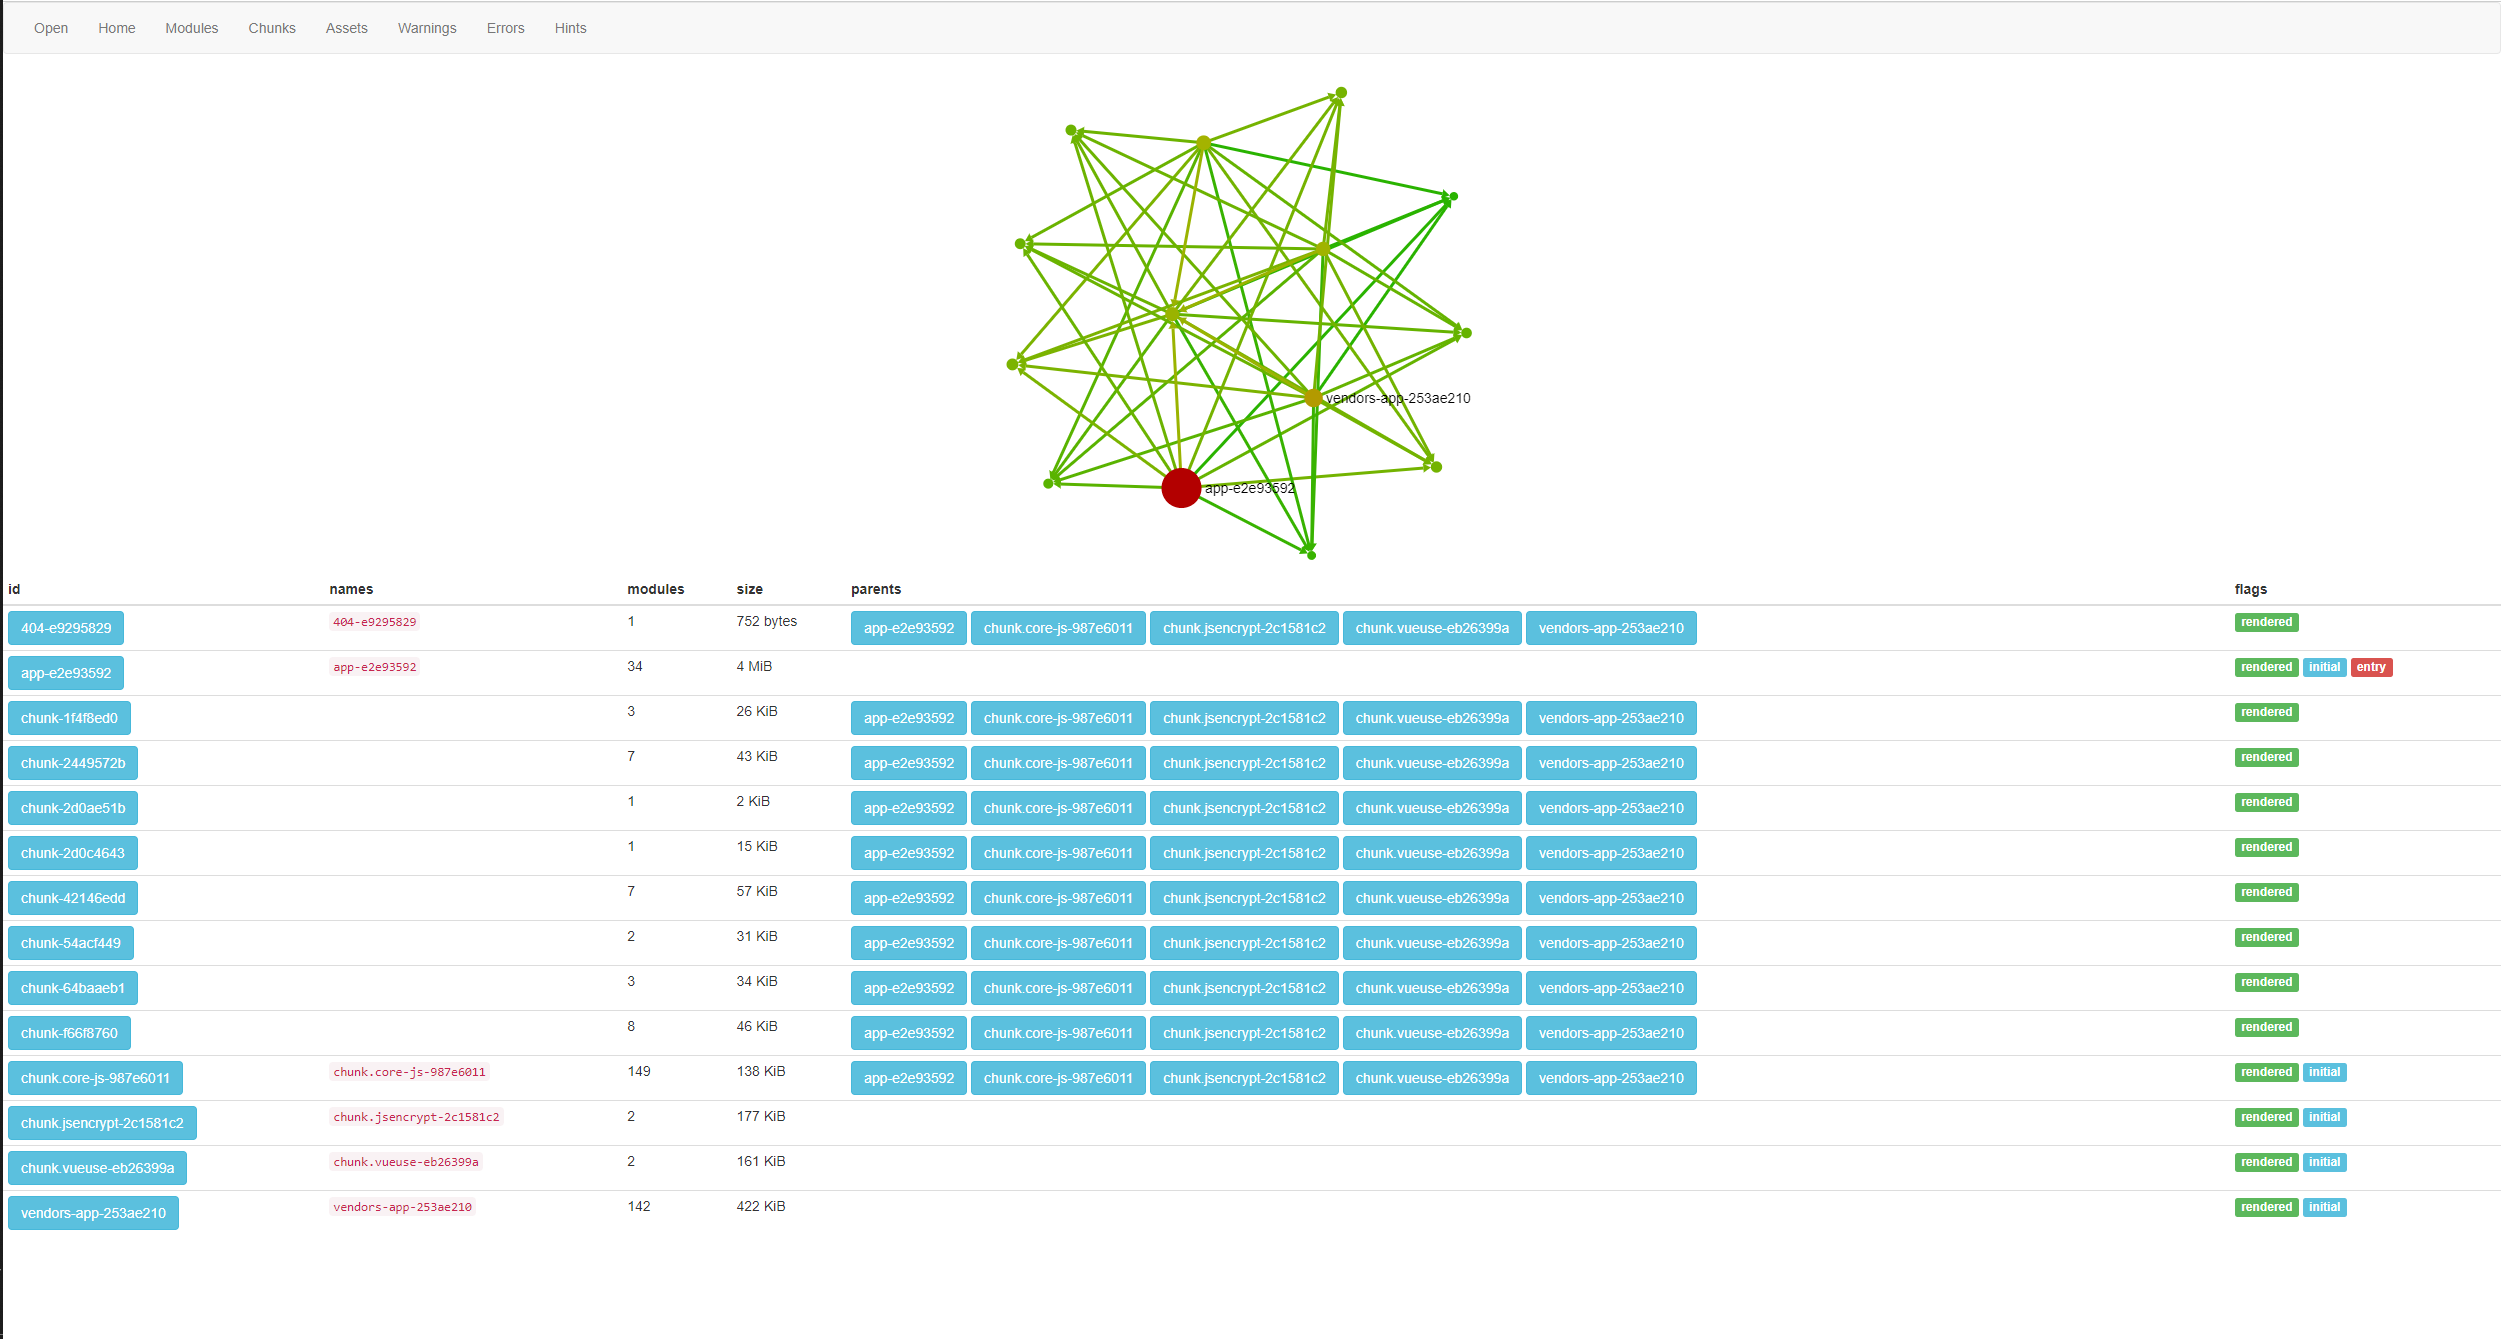 Open Home Modules Chunks Assets Warnings Errors Hints
vendors-app-253ae210
app-e2e93592
id names modules size parents flags
404-e9295829 404-e9295829 1 752 bytes app-e2e93592 chunk.core-js-987e6011 chunk.jsencrypt-2c1581c2 chunk.vueuse-eb26399a vendors-app-253ae210 rendered
app-e2e93592 app-e2e93592 34 4 MiB rendered initial entry
chunk-1f4f8ed0 3 26 KiB app-e2e93592 chunk.core-js-987e6011 chunk.jsencrypt-2c1581c2 chunk.vueuse-eb26399a vendors-app-253ae210 rendered
chunk-2449572b 7 43 KiB app-e2e93592 chunk.core-js-987e6011 chunk.jsencrypt-2c1581c2 chunk.vueuse-eb26399a vendors-app-253ae210 rendered
chunk-2d0ae51b 1 2 KiB app-e2e93592 chunk.core-js-987e6011 chunk.jsencrypt-2c1581c2 chunk.vueuse-eb26399a vendors-app-253ae210 rendered
chunk-2d0c4643 1 15 KiB app-e2e93592 chunk.core-js-987e6011 chunk.jsencrypt-2c1581c2 chunk.vueuse-eb26399a vendors-app-253ae210 rendered
chunk-42146edd 7 57 KiB app-e2e93592 chunk.core-js-987e6011 chunk.jsencrypt-2c1581c2 chunk.vueuse-eb26399a vendors-app-253ae210 rendered
chunk-54acf449 2 31 KiB app-e2e93592 chunk.core-js-987e6011 chunk.jsencrypt-2c1581c2 chunk.vueuse-eb26399a vendors-app-253ae210 rendered
chunk-64baaeb1 3 34 KiB app-e2e93592 chunk.core-js-987e6011 chunk.jsencrypt-2c1581c2 chunk.vueuse-eb26399a vendors-app-253ae210 rendered
chunk-f66f8760 8 46 KiB app-e2e93592 chunk.core-js-987e6011 chunk.jsencrypt-2c1581c2 chunk.vueuse-eb26399a vendors-app-253ae210 rendered
chunk.core-js-987e6011 chunk.core-js-987e6011 149 138 KiB app-e2e93592 chunk.core-js-987e6011 chunk.jsencrypt-2c1581c2 chunk.vueuse-eb26399a vendors-app-253ae210 rendered initial
chunk.jsencrypt-2c1581c2 chunk.jsencrypt-2c1581c2 2 177 KiB rendered initial
chunk.vueuse-eb26399a chunk.vueuse-eb26399a 2 161 KiB rendered initial
vendors-app-253ae210 vendors-app-253ae210 142 422 KiB rendered initial